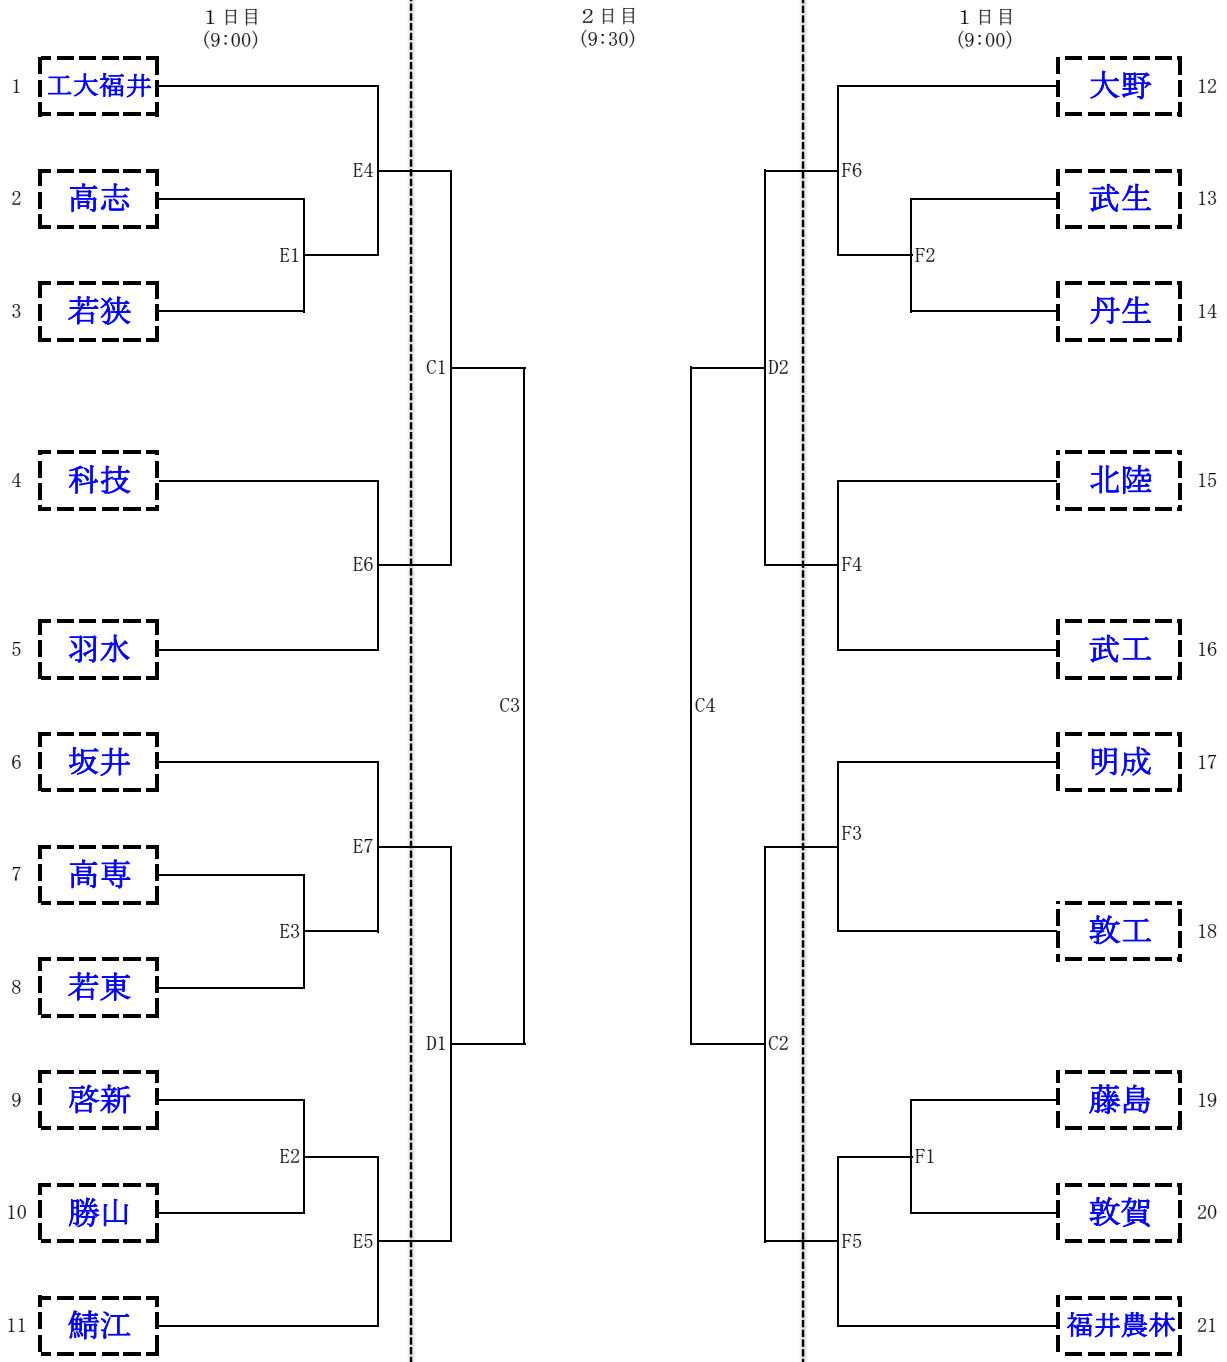 １日目
(9:00)
２日目
(9:30)
１日目
(9:00)
1 工大福井
2 高志
3 若狭
4 科技
5 羽水
6 坂井
7 高専
8 若東
9 啓新
10 勝山
11 鯖江
E4
E1
E6
E7
E3
E2
E5
C1
D1
C3
C4
D2
C2
F6
F2
F4
F3
F1
F5
大野 12
武生 13
丹生 14
北陸 15
武工 16
明成 17
敦工 18
藤島 19
敦賀 20
福井農林 21